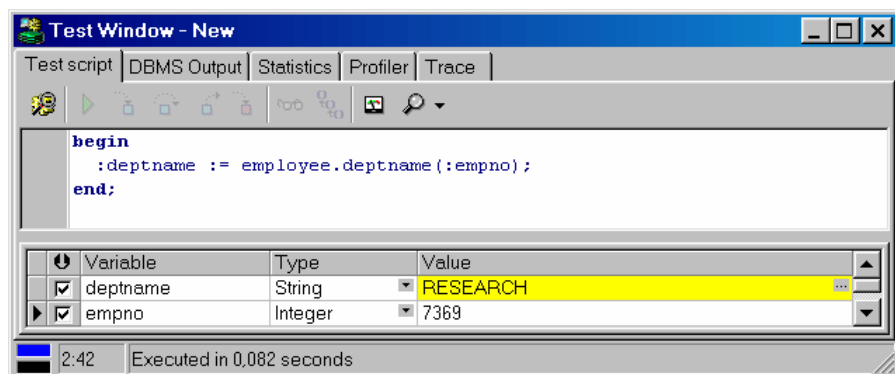 Test Window - New
Test script DBMS Output Statistics Profiler Trace
begin
:deptname := employee.deptname(:empno);
end;
Variable Type Value
deptname String RESEARCH
empno Integer 7369
2:42 Executed in 0,082 seconds